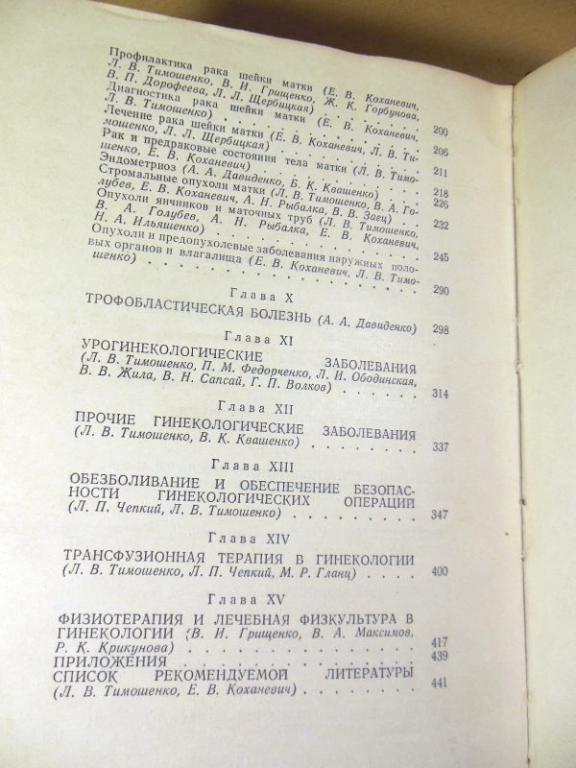 Профилактика рака шейки матки (Е. В. Коханевич,
Л. В. Тимошенко, В. И. Грищенко, Ж. К. Горбунова,
В. П. Дорофеева, Л. Л. Щербицкая) . . . . . 200
Диагностика рака шейки матки (Е. В. Коханевич,
Л. В. Тимошенко) . . . . . . . . . 206
Лечение рака шейки матки (Е. В. Коханевич, Л. В. Ти-
мошенко, Л. Л. Щербицкая) . . . . . . . 211
Рак и предраковые состояния тела матки (Л. В. Тимо-
шенко, Е. В. Коханевич) . . . . . . . 218
Эндометриоз (А. А. Давиденко, Б. К. Квашенко) . . . 226
Стромальные опухоли матки (Л. В. Тимошенко, В. А. Го-
лубев, Е. В. Коханевич, А. Н. Рыбалка, В. В. Заец) . . 232
Опухоли яичников и маточных труб (Л. В. Тимошенко,
В. А. Голубев, А. Н. Рыбалка, Е. В. Коханевич,
Н. А. Ильяшенко) . . . . . . . . . 245
Опухоли и предопухолевые заболевания наружных поло-
вых органов и влагалища (Е. В. Коханевич, Л. В. Тимо-
шенко) . . . . . . . . . . . 290
Глава X
ТРОФОБЛАСТИЧЕСКАЯ БОЛЕЗНЬ (А. А. Давиденко) 298
Глава XI
УРОГИНЕКОЛОГИЧЕСКИЕ ЗАБОЛЕВАНИЯ
(Л. В. Тимошенко, П. М. Федорченко, Л. И. Ободинская,
В. В. Жила, В. Н. Сапсай, Г. П. Волков) . . . . . 314
Глава XII
ПРОЧИЕ ГИНЕКОЛОГИЧЕСКИЕ ЗАБОЛЕВАНИЯ
(Л. В. Тимошенко, В. К. Квашенко) . . . . . . . 337
Глава XIII
ОБЕЗБОЛИВАНИЕ И ОБЕСПЕЧЕНИЕ БЕЗОПАС-
НОСТИ ГИНЕКОЛОГИЧЕСКИХ ОПЕРАЦИЙ
(Л. П. Чепкий, Л. В. Тимошенко) . . . . . . . . 347
Глава XIV
ТРАНСФУЗИОННАЯ ТЕРАПИЯ В ГИНЕКОЛОГИИ
(Л. В. Тимошенко, Л. П. Чепкий, М. Р. Гланц) . . . . 400
Глава XV
ФИЗИОТЕРАПИЯ И ЛЕЧЕБНАЯ ФИЗКУЛЬТУРА В
ГИНЕКОЛОГИИ (В. И. Грищенко, В. А. Максимов,
Р. К. Крикунова) . . . . . . . . . . . . 417
ПРИЛОЖЕНИЯ . . . . . . . . . . . . 439
СПИСОК РЕКОМЕНДУЕМОЙ ЛИТЕРАТУРЫ
(Л. В. Тимошенко, Е. В. Коханевич) . . . . . . . 441